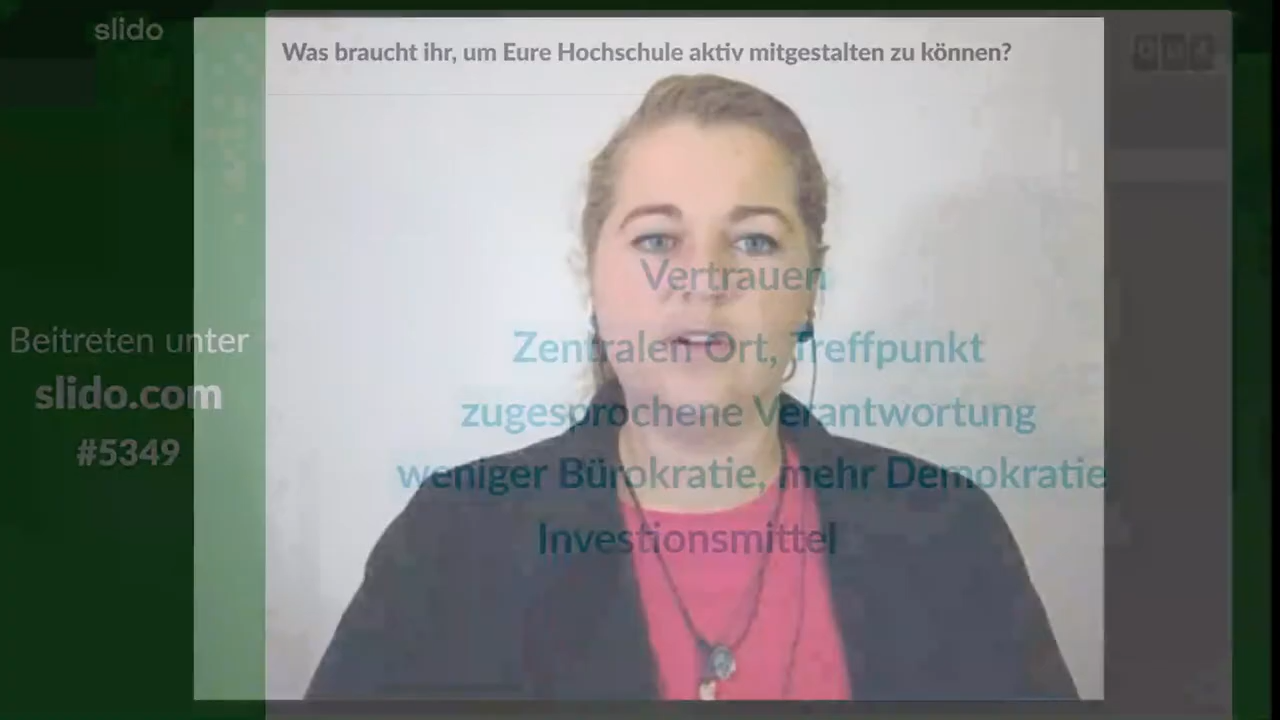 slido
Was braucht ihr, um Eure Hochschule aktiv mitgestalten zu können?
Vertrauen
Zentralen Ort, Treffpunkt
zugesprochene Verantwortung
weniger Bürokratie, mehr Demokratie
Investionsmittel
Beitreten unter
slido.com
#5349